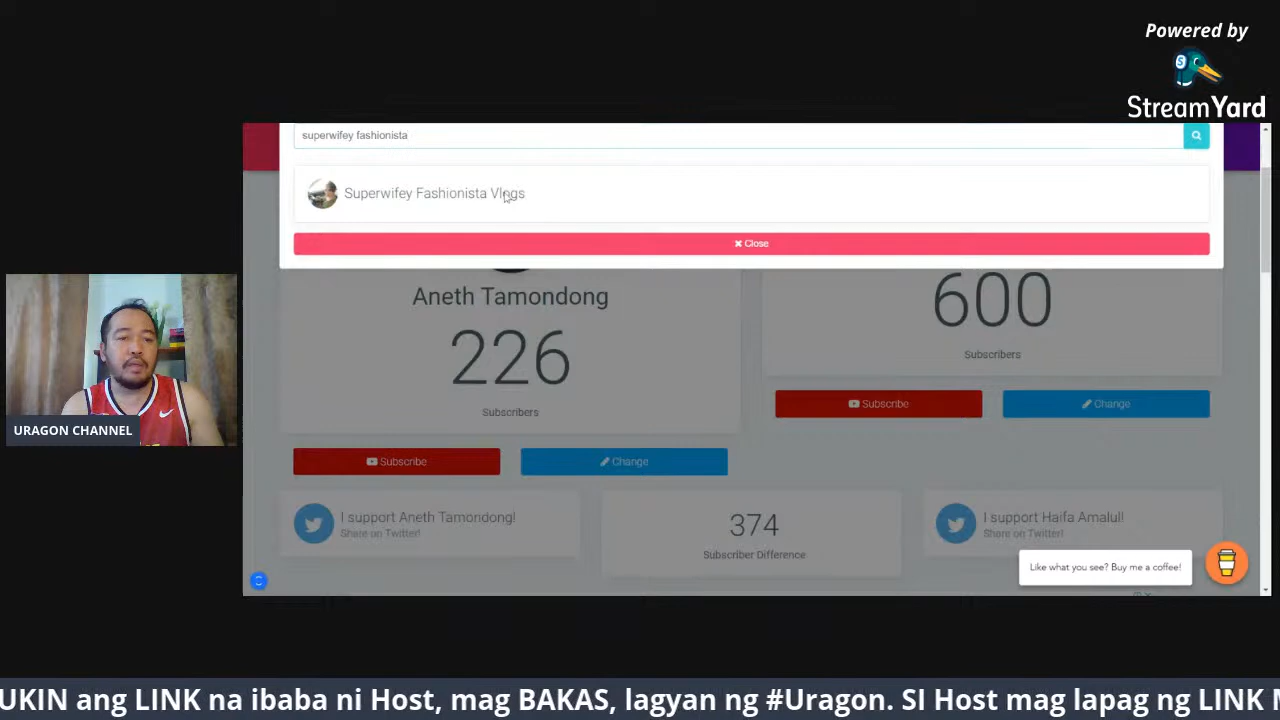 Powered by
StreamYard
superwifey fashionista
Superwifey Fashionista Vlogs
Close
Aneth Tamondong
226
Subscribers
600
Subscribers
Subscribe
Change
Subscribe
Change
I support Aneth Tamondong!
Share on Twitter!
374
Subscriber Difference
I support Haifa Amalul!
Share on Twitter!
Like what you see? Buy me a coffee!
URAGON CHANNEL
UKIN ang LINK na ibaba ni Host, mag BAKAS, lagyan ng #Uragon. SI Host mag lapag ng LINK M